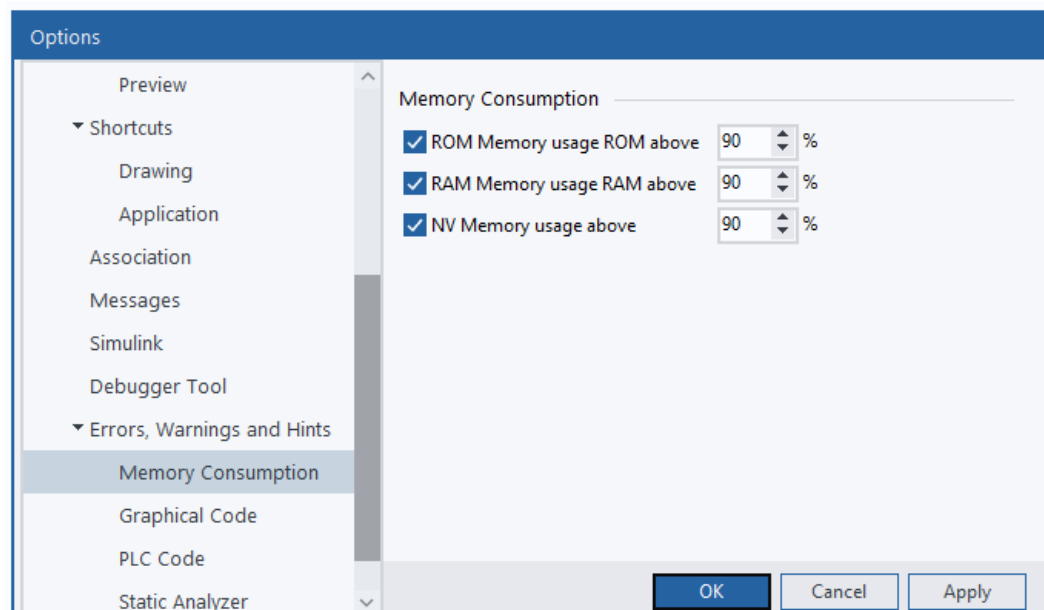 Options
Preview
Shortcuts
Drawing
Application
Association
Messages
Simulink
Debugger Tool
Errors, Warnings and Hints
Memory Consumption
Graphical Code
PLC Code
Static Analyzer
Memory Consumption
ROM Memory usage ROM above 90 %
RAM Memory usage RAM above 90 %
NV Memory usage above 90 %
OK Cancel Apply